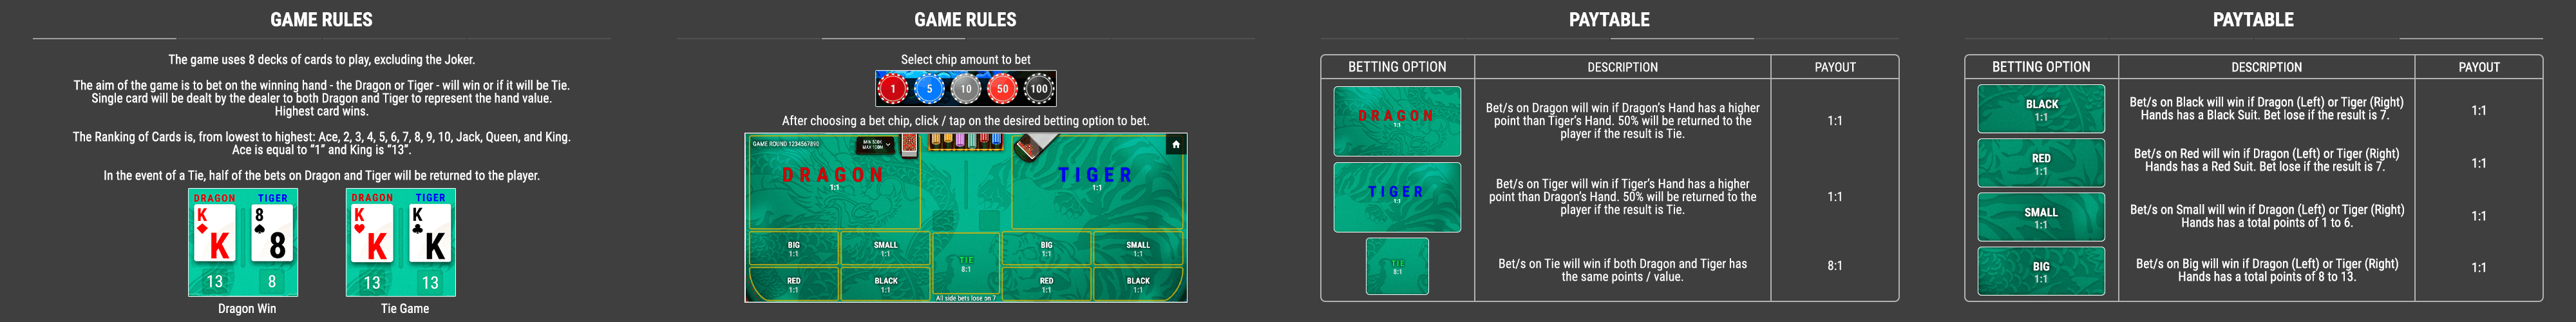 GAME RULES
The game uses 8 decks of cards to play, excluding the Joker.
The aim of the game is to bet on the winning hand - the Dragon or Tiger - will win or if it will be Tie.
Single card will be dealt by the dealer to both Dragon and Tiger to represent the hand value.
Highest card wins.
The Ranking of Cards is, from lowest to highest: Ace, 2, 3, 4, 5, 6, 7, 8, 9, 10, Jack, Queen, and King.
Ace is equal to “1” and King is “13”.
In the event of a Tie, half of the bets on Dragon and Tiger will be returned to the player.
DRAGON TIGER
K 8
K 8
13 8
Dragon Win
DRAGON TIGER
K K
K K
13 13
Tie Game
GAME RULES
Select chip amount to bet
1 5 10 50 100
After choosing a bet chip, click / tap on the desired betting option to bet.
GAME ROUND 1234567890
DRAGON
1:1
TIGER
1:1
BIG SMALL BIG SMALL
1:1 1:1 1:1 1:1
TIE
8:1
RED BLACK RED BLACK
1:1 1:1 1:1 1:1
All side bets lose on 7
PAYTABLE
BETTING OPTION DESCRIPTION PAYOUT
DRAGON
1:1
Bet/s on Dragon will win if Dragon’s Hand has a higher
point than Tiger’s Hand. 50% will be returned to the
player if the result is Tie.
1:1
TIGER
1:1
Bet/s on Tiger will win if Tiger’s Hand has a higher
point than Dragon’s Hand. 50% will be returned to the
player if the result is Tie.
1:1
TIE
8:1
Bet/s on Tie will win if both Dragon and Tiger has
the same points / value.
8:1
PAYTABLE
BETTING OPTION DESCRIPTION PAYOUT
BLACK
1:1
Bet/s on Black will win if Dragon (Left) or Tiger (Right)
Hands has a Black Suit. Bet lose if the result is 7.
1:1
RED
1:1
Bet/s on Red will win if Dragon (Left) or Tiger (Right)
Hands has a Red Suit. Bet lose if the result is 7.
1:1
SMALL
1:1
Bet/s on Small will win if Dragon (Left) or Tiger (Right)
Hands has a total points of 1 to 6.
1:1
BIG
1:1
Bet/s on Big will win if Dragon (Left) or Tiger (Right)
Hands has a total points of 8 to 13.
1:1